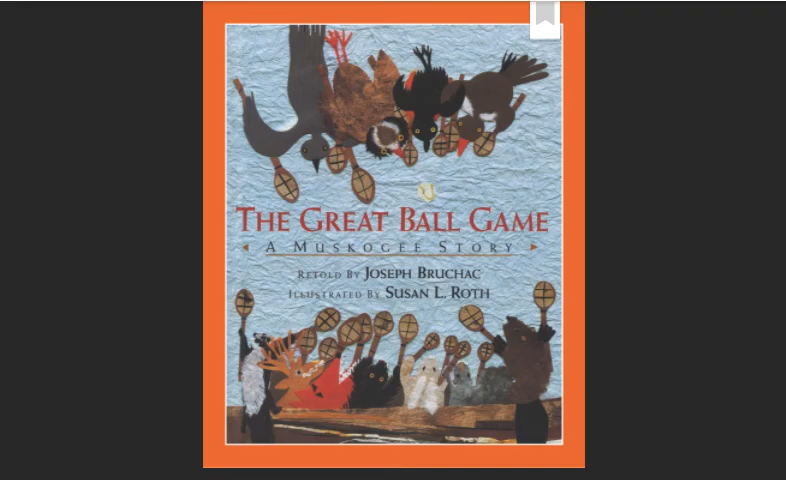 THE GREAT BALL GAME
A MUSKOGEE STORY
RETOLD BY JOSEPH BRUCHAC
ILLUSTRATED BY SUSAN L. ROTH